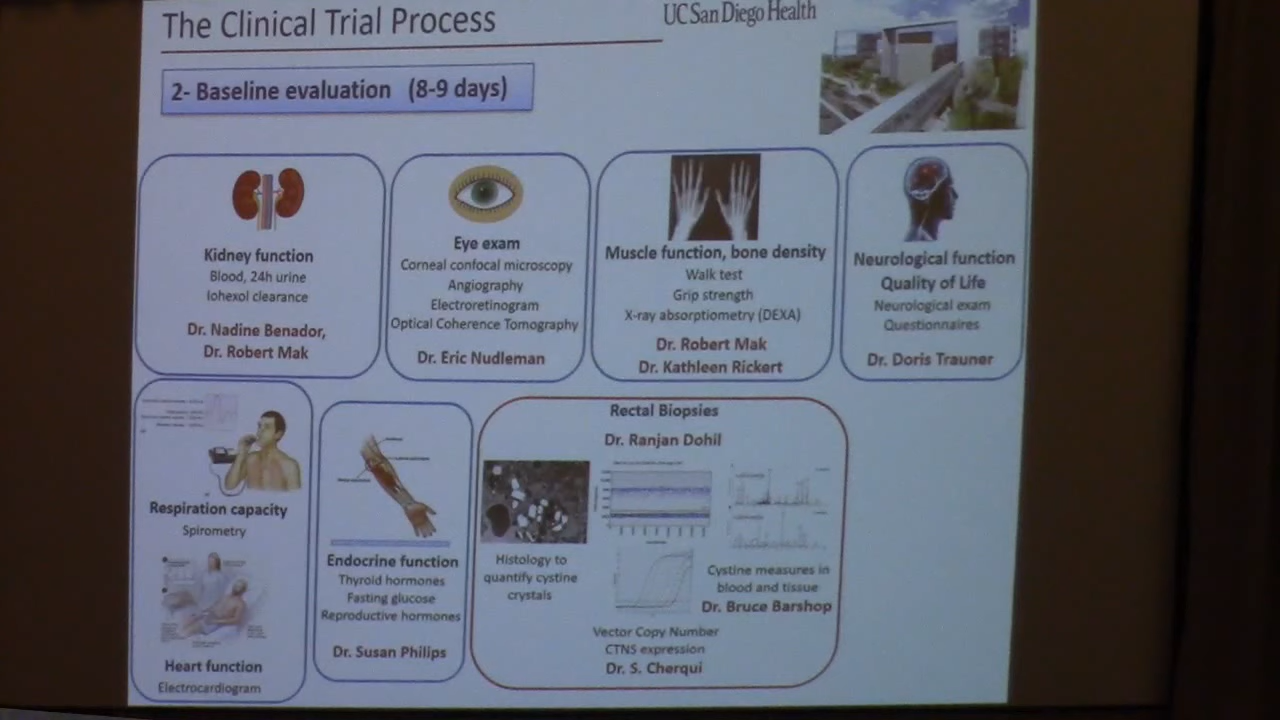 The Clinical Trial Process
UC San Diego Health
2- Baseline evaluation (8-9 days)
Kidney function
Blood, 24h urine
Iohexol clearance
Dr. Nadine Benador,
Dr. Robert Mak
Eye exam
Corneal confocal microscopy
Angiography
Electroretinogram
Optical Coherence Tomography
Dr. Eric Nudleman
Muscle function, bone density
Walk test
Grip strength
X-ray absorptiometry (DEXA)
Dr. Robert Mak
Dr. Kathleen Rickert
Neurological function
Quality of Life
Neurological exam
Questionnaires
Dr. Doris Trauner
Respiration capacity
Spirometry
Heart function
Electrocardiogram
Endocrine function
Thyroid hormones
Fasting glucose
Reproductive hormones
Dr. Susan Philips
Rectal Biopsies
Dr. Ranjan Dohil
Histology to
quantify cystine
crystals
Cystine measures in
blood and tissue
Dr. Bruce Barshop
Vector Copy Number
CTNS expression
Dr. S. Cherqui